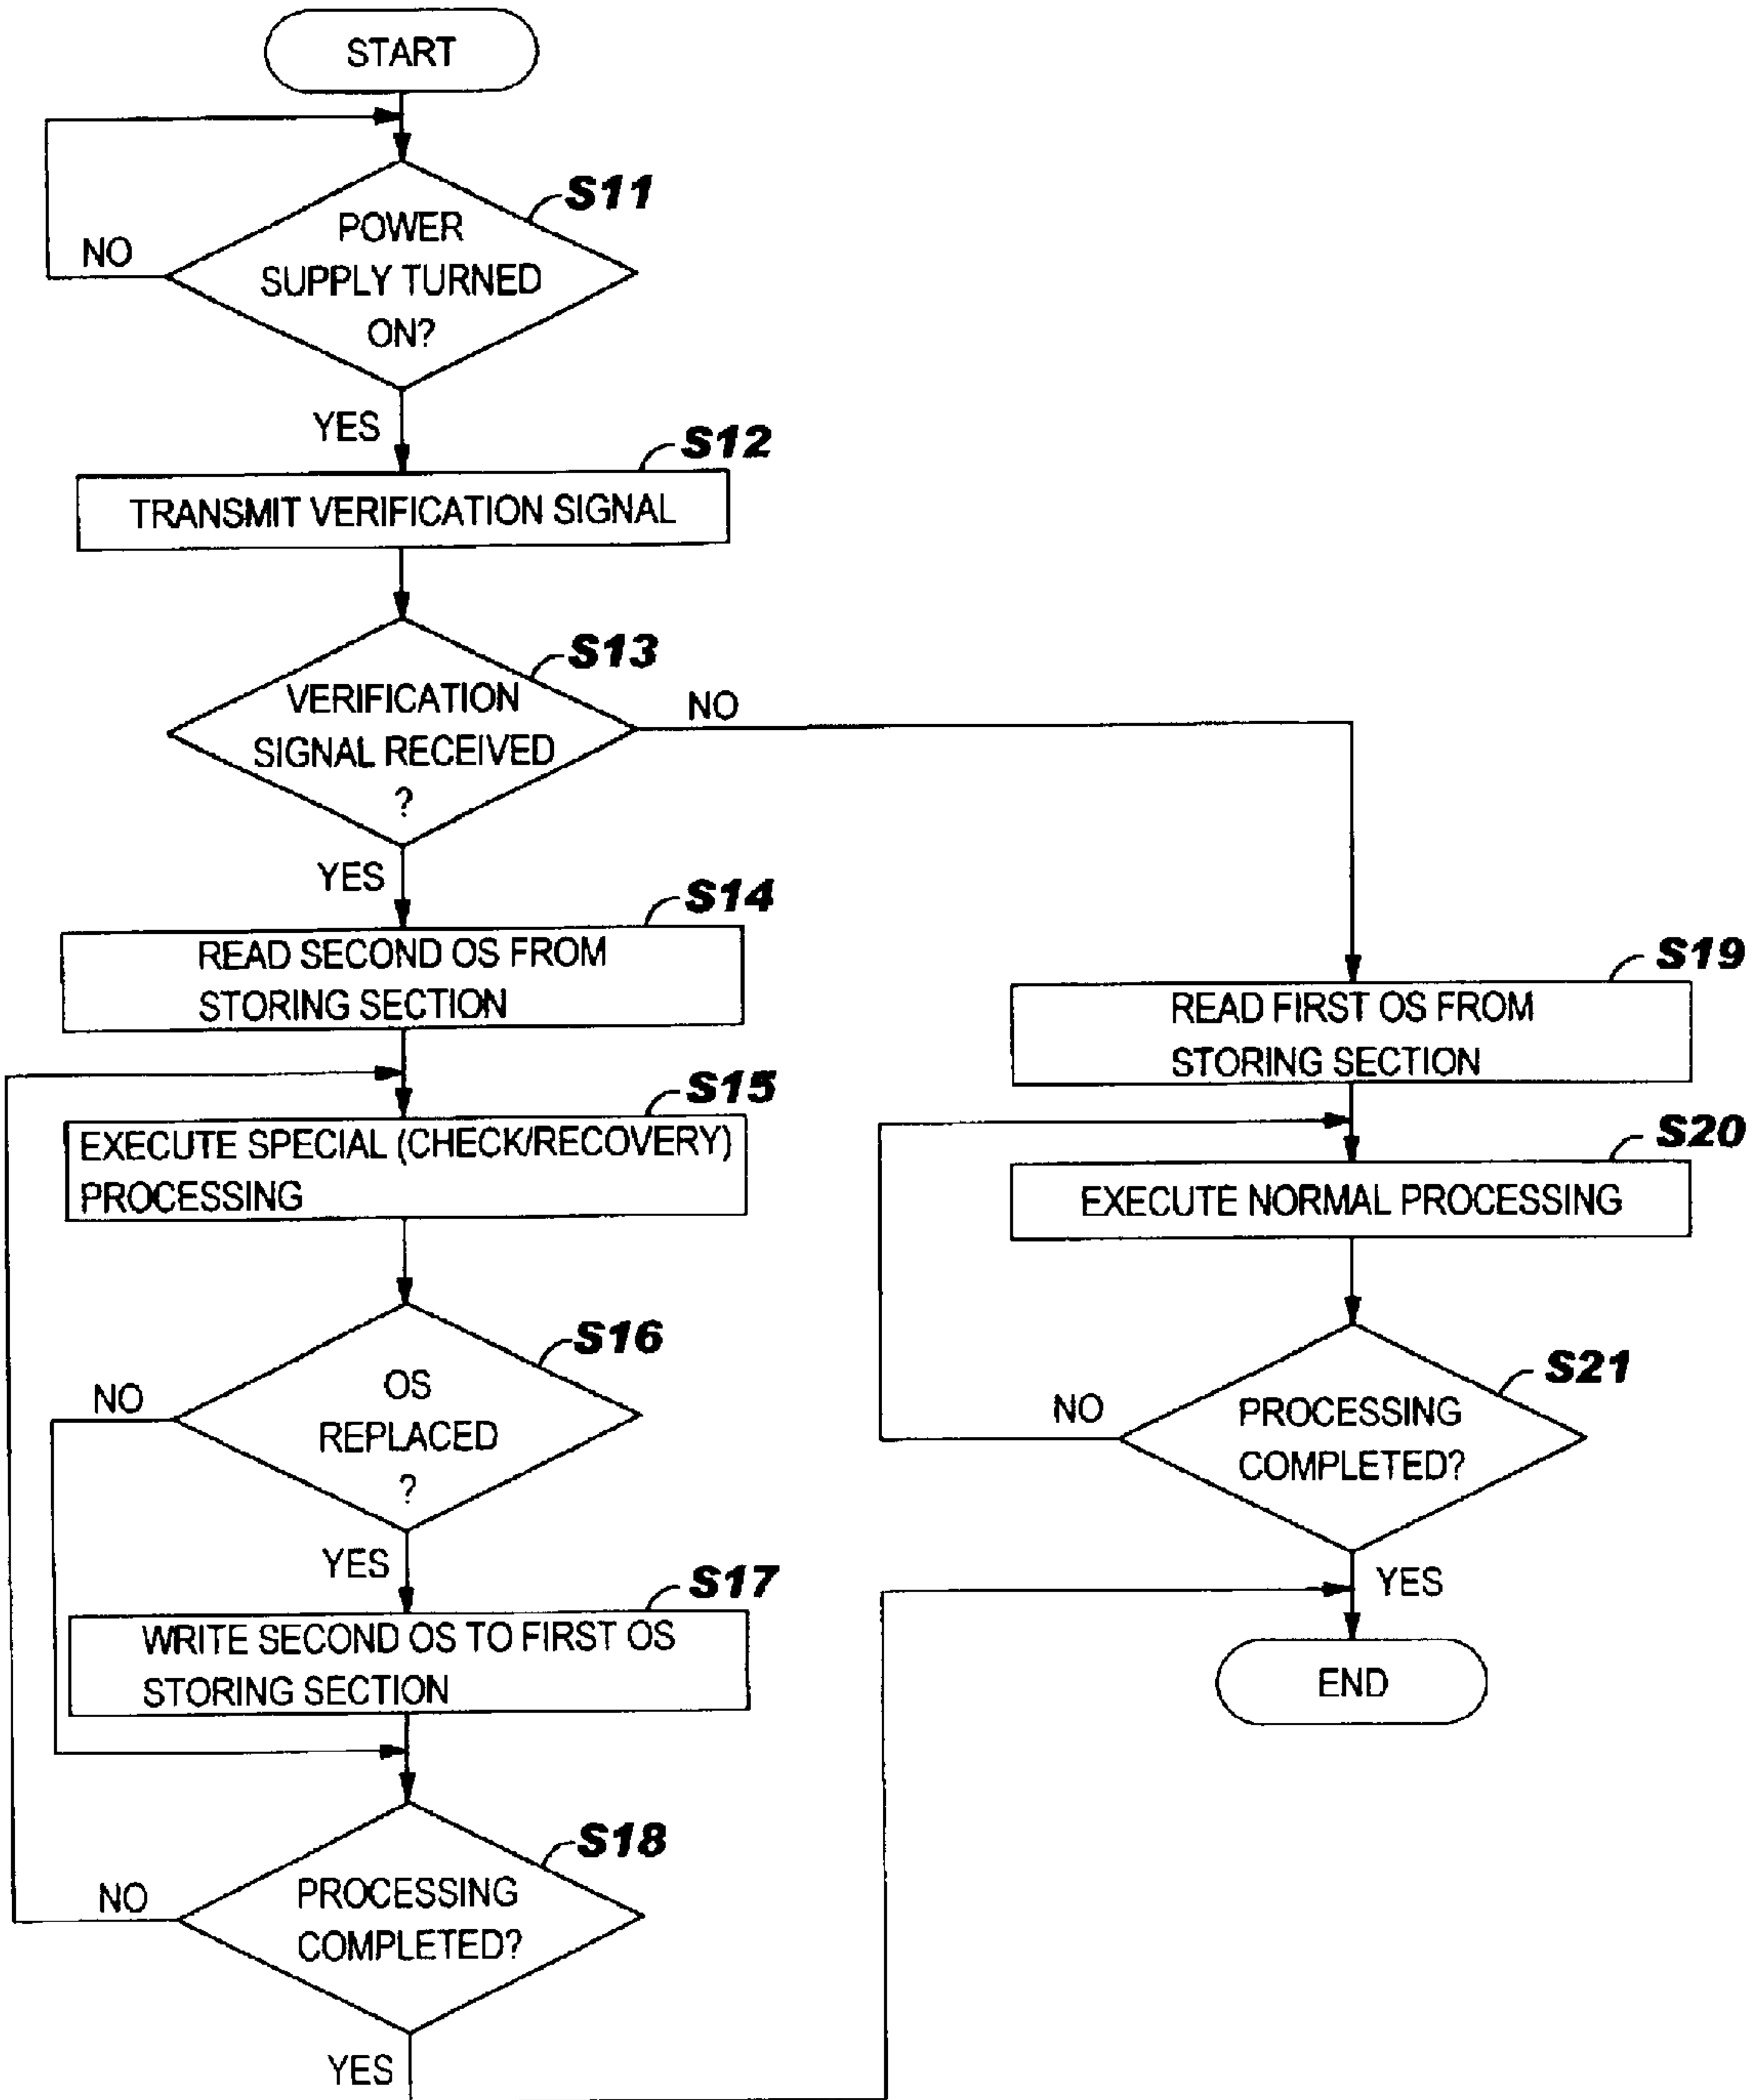 START
S11
POWER
SUPPLY TURNED
ON?
NO
YES
S12
TRANSMIT VERIFICATION SIGNAL
S13
VERIFICATION
SIGNAL RECEIVED
?
NO
YES
S14
READ SECOND OS FROM
STORING SECTION
S15
EXECUTE SPECIAL (CHECK/RECOVERY)
PROCESSING
S16
OS
REPLACED
?
NO
YES
S17
WRITE SECOND OS TO FIRST OS
STORING SECTION
S18
PROCESSING
COMPLETED?
NO
YES
S19
READ FIRST OS FROM
STORING SECTION
S20
EXECUTE NORMAL PROCESSING
S21
PROCESSING
COMPLETED?
NO
YES
END